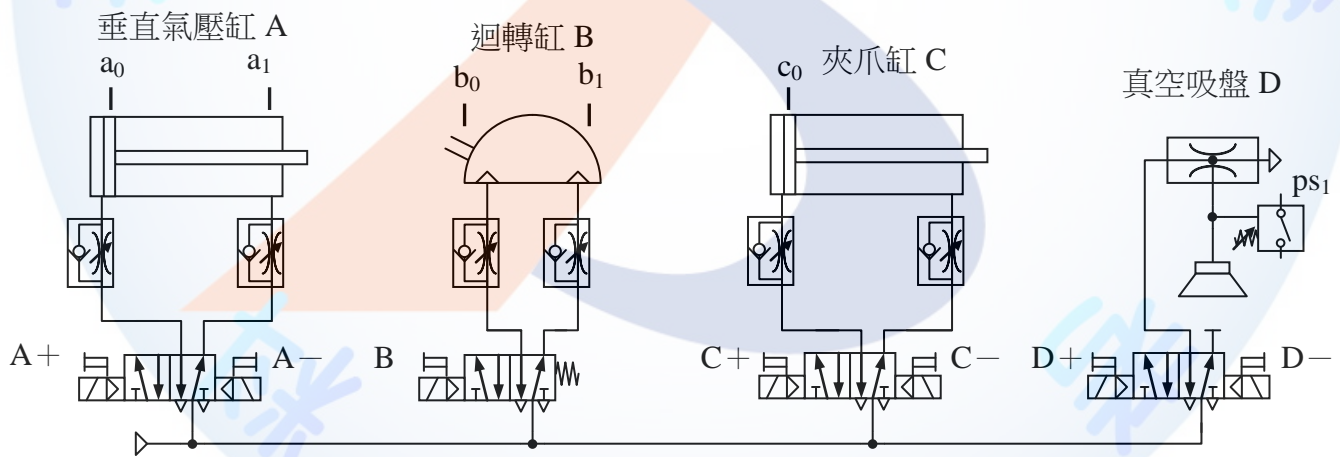 垂直氣壓缸 A
a₀ a₁
迴轉缸 B
b₀ b₁
夾爪缸 C
c₀
真空吸盤 D
ps₁
A+ A− B C+ C− D+ D−